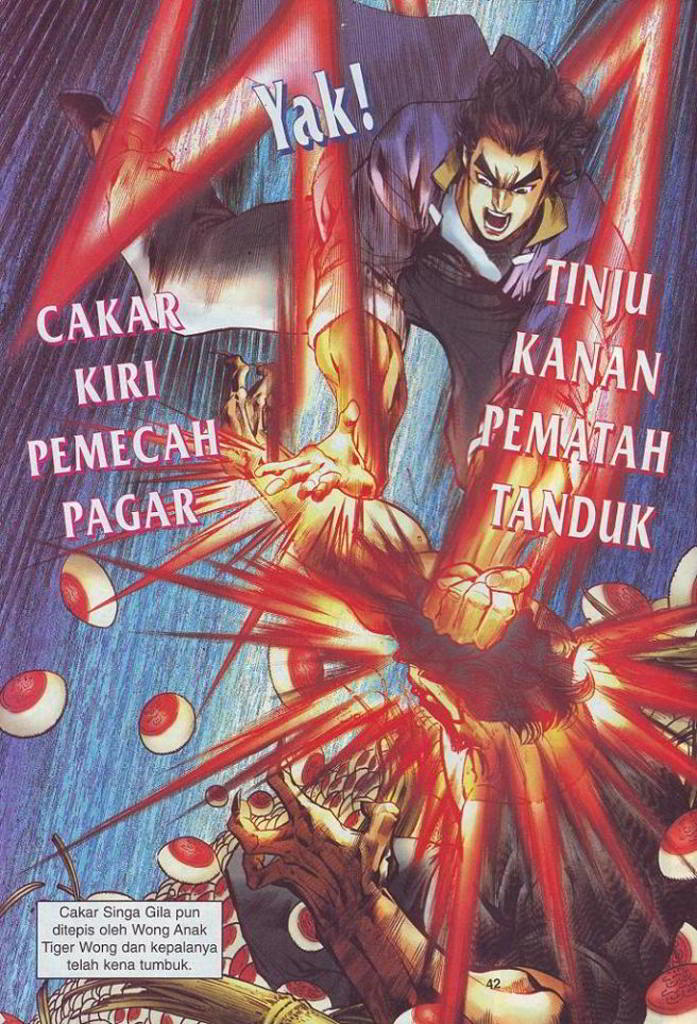 Yak!
CAKAR
KIRI
PEMECAH
PAGAR
TINJU
KANAN
PEMATAH
TANDUK
Cakar Singa Gila pun
ditepis oleh Wong Anak
Tiger Wong dan kepalanya
telah kena tumbuk.
42